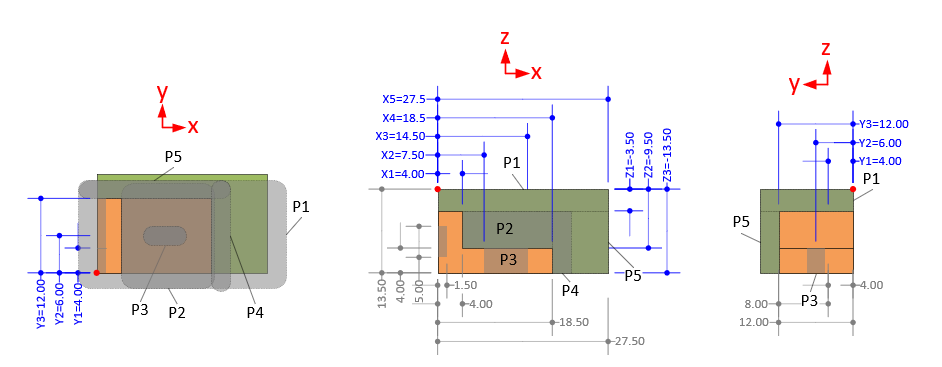 y
x
P5
P1
P3
P2
P4
Y3=12.00
Y2=6.00
Y1=4.00
z
x
X5=27.5
X4=18.5
X3=14.50
X2=7.50
X1=4.00
P1
Z1=-3.50
Z2=-9.50
Z3=-13.50
P2
P3
P5
P4
13.50
4.00
5.00
1.50
4.00
18.50
27.50
z
y
Y3=12.00
Y2=6.00
Y1=4.00
P1
P5
P3
4.00
8.00
12.00